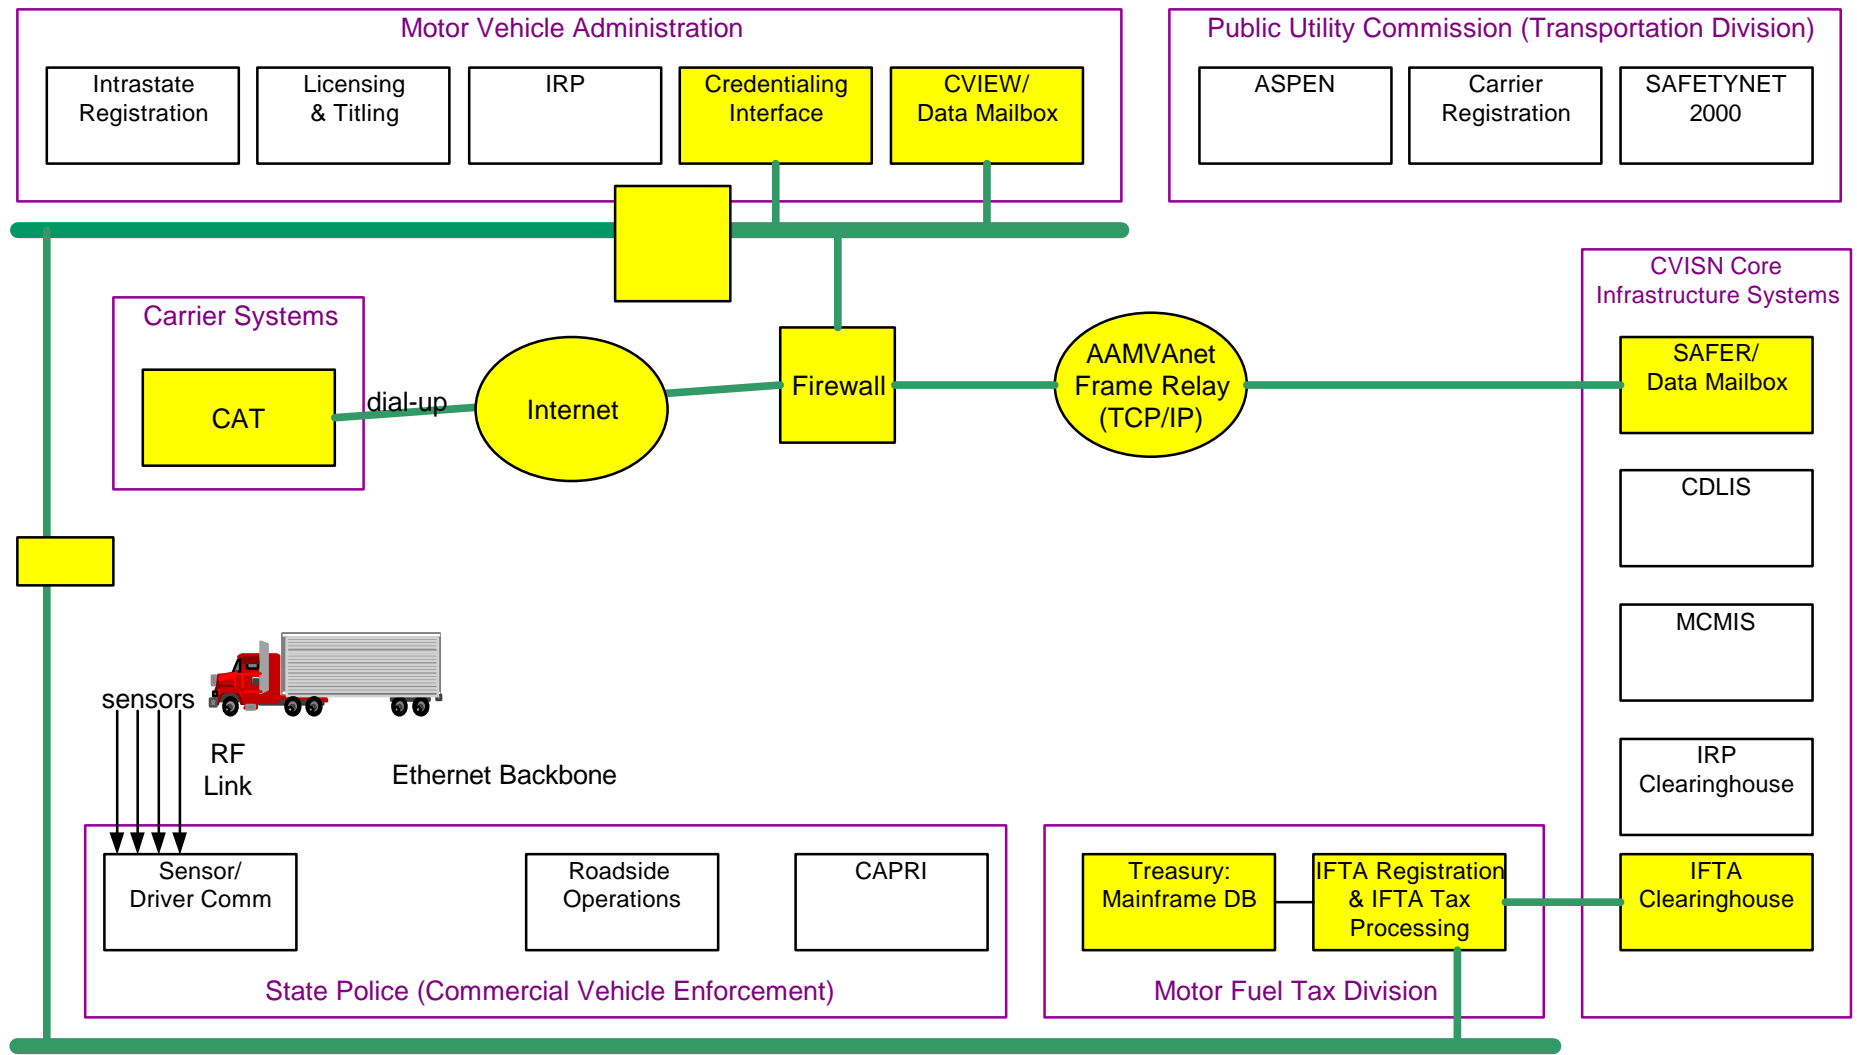 Motor Vehicle Administration
Intrastate
Registration
Licensing
& Titling
IRP
Credentialing
Interface
CVIEW/
Data Mailbox
Public Utility Commission (Transportation Division)
ASPEN
Carrier
Registration
SAFETYNET
2000
Carrier Systems
CAT
dial-up
Internet
Firewall
AAMVAnet
Frame Relay
(TCP/IP)
CVISN Core
Infrastructure Systems
SAFER/
Data Mailbox
CDLIS
MCMIS
IRP
Clearinghouse
IFTA
Clearinghouse
sensors
RF
Link
Ethernet Backbone
Sensor/
Driver Comm
Roadside
Operations
CAPRI
State Police (Commercial Vehicle Enforcement)
Treasury:
Mainframe DB
IFTA Registration
& IFTA Tax
Processing
Motor Fuel Tax Division